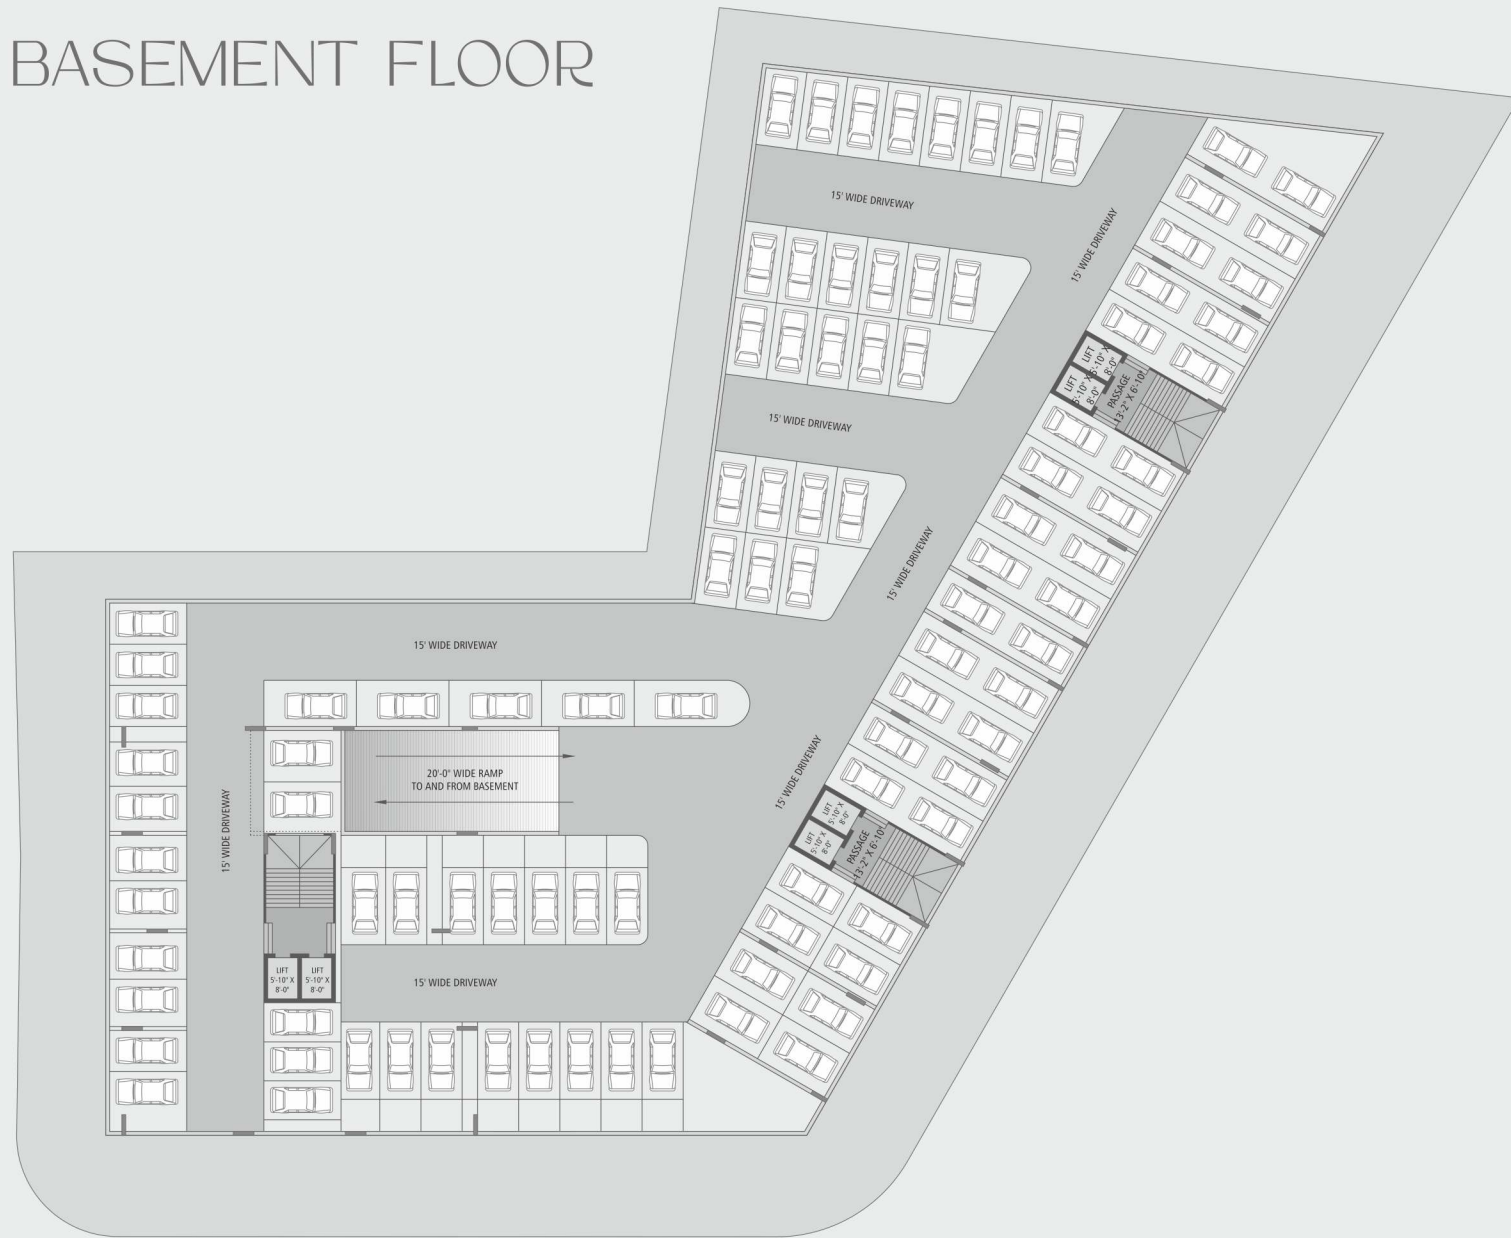 BASEMENT FLOOR
15' WIDE DRIVEWAY
15' WIDE DRIVEWAY
LIFT
5'-10" X
8'-0"
LIFT
5'-10" X
8'-0"
PASSAGE
13'-2" X 6'-10"
15' WIDE DRIVEWAY
15' WIDE DRIVEWAY
15' WIDE DRIVEWAY
15' WIDE DRIVEWAY
20'-0" WIDE RAMP
TO AND FROM BASEMENT
15' WIDE DRIVEWAY
LIFT
5'-10" X
8'-0"
LIFT
5'-10" X
8'-0"
PASSAGE
13'-2" X 6'-10"
LIFT
5'-10" X
8'-0"
LIFT
5'-10" X
8'-0"
15' WIDE DRIVEWAY